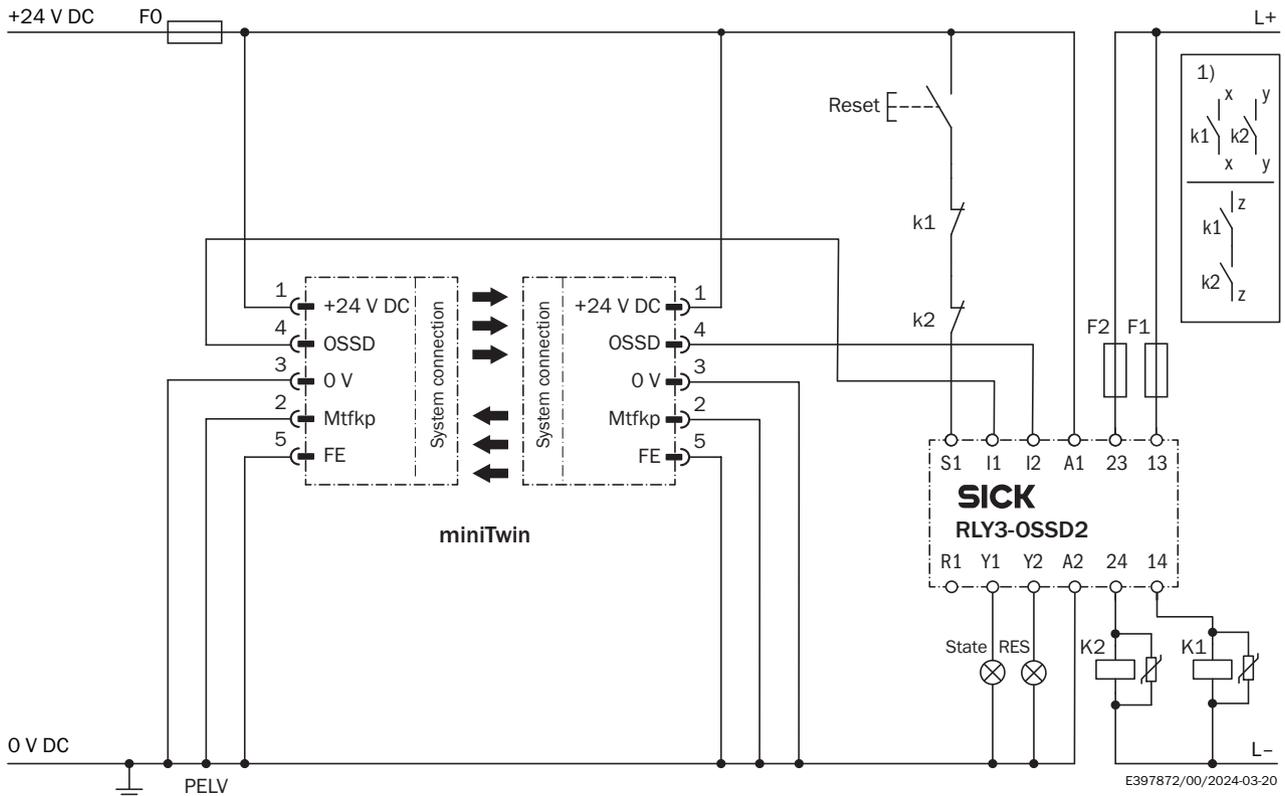 +24 V DC
F0
L+
1)
x
y
k1
k2
x
y
z
k1
k2
z
Reset
k1
k2
F2
F1
1
+24 V DC
4
OSSD
3
0 V
2
Mtfkp
5
FE
System connection
System connection
+24 V DC
1
OSSD
4
0 V
3
Mtfkp
2
FE
5
miniTwin
S1
I1
I2
A1
23
13
SICK
RLY3-OSSD2
R1
Y1
Y2
A2
24
14
State
RES
K2
K1
0 V DC
PELV
L–
E397872/00/2024-03-20